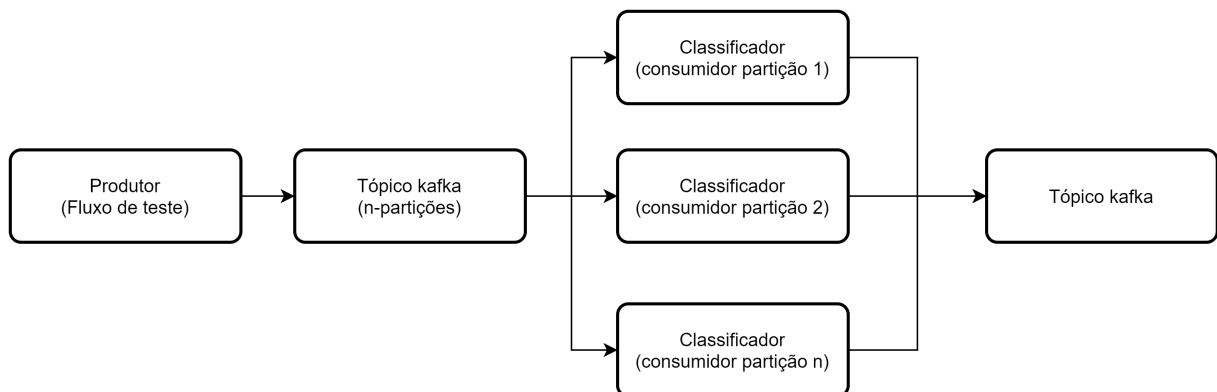 Produtor
(Fluxo de teste)
Tópico kafka
(n-partições)
Classificador
(consumidor partição 1)
Classificador
(consumidor partição 2)
Classificador
(consumidor partição n)
Tópico kafka